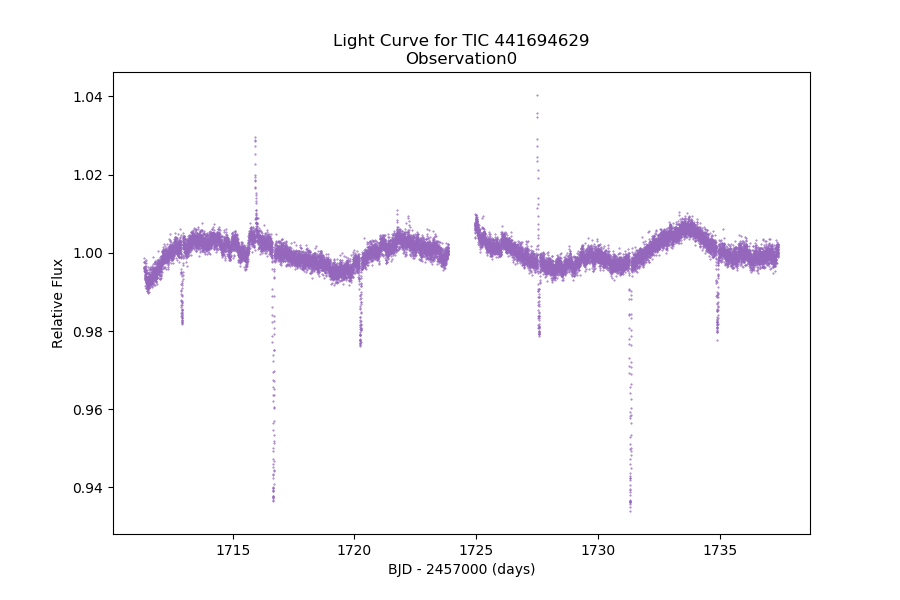 Light Curve for TIC 441694629
Observation0
1.04
1.02
1.00
0.98
0.96
0.94
Relative Flux
1715
1720
1725
1730
1735
BJD - 2457000 (days)